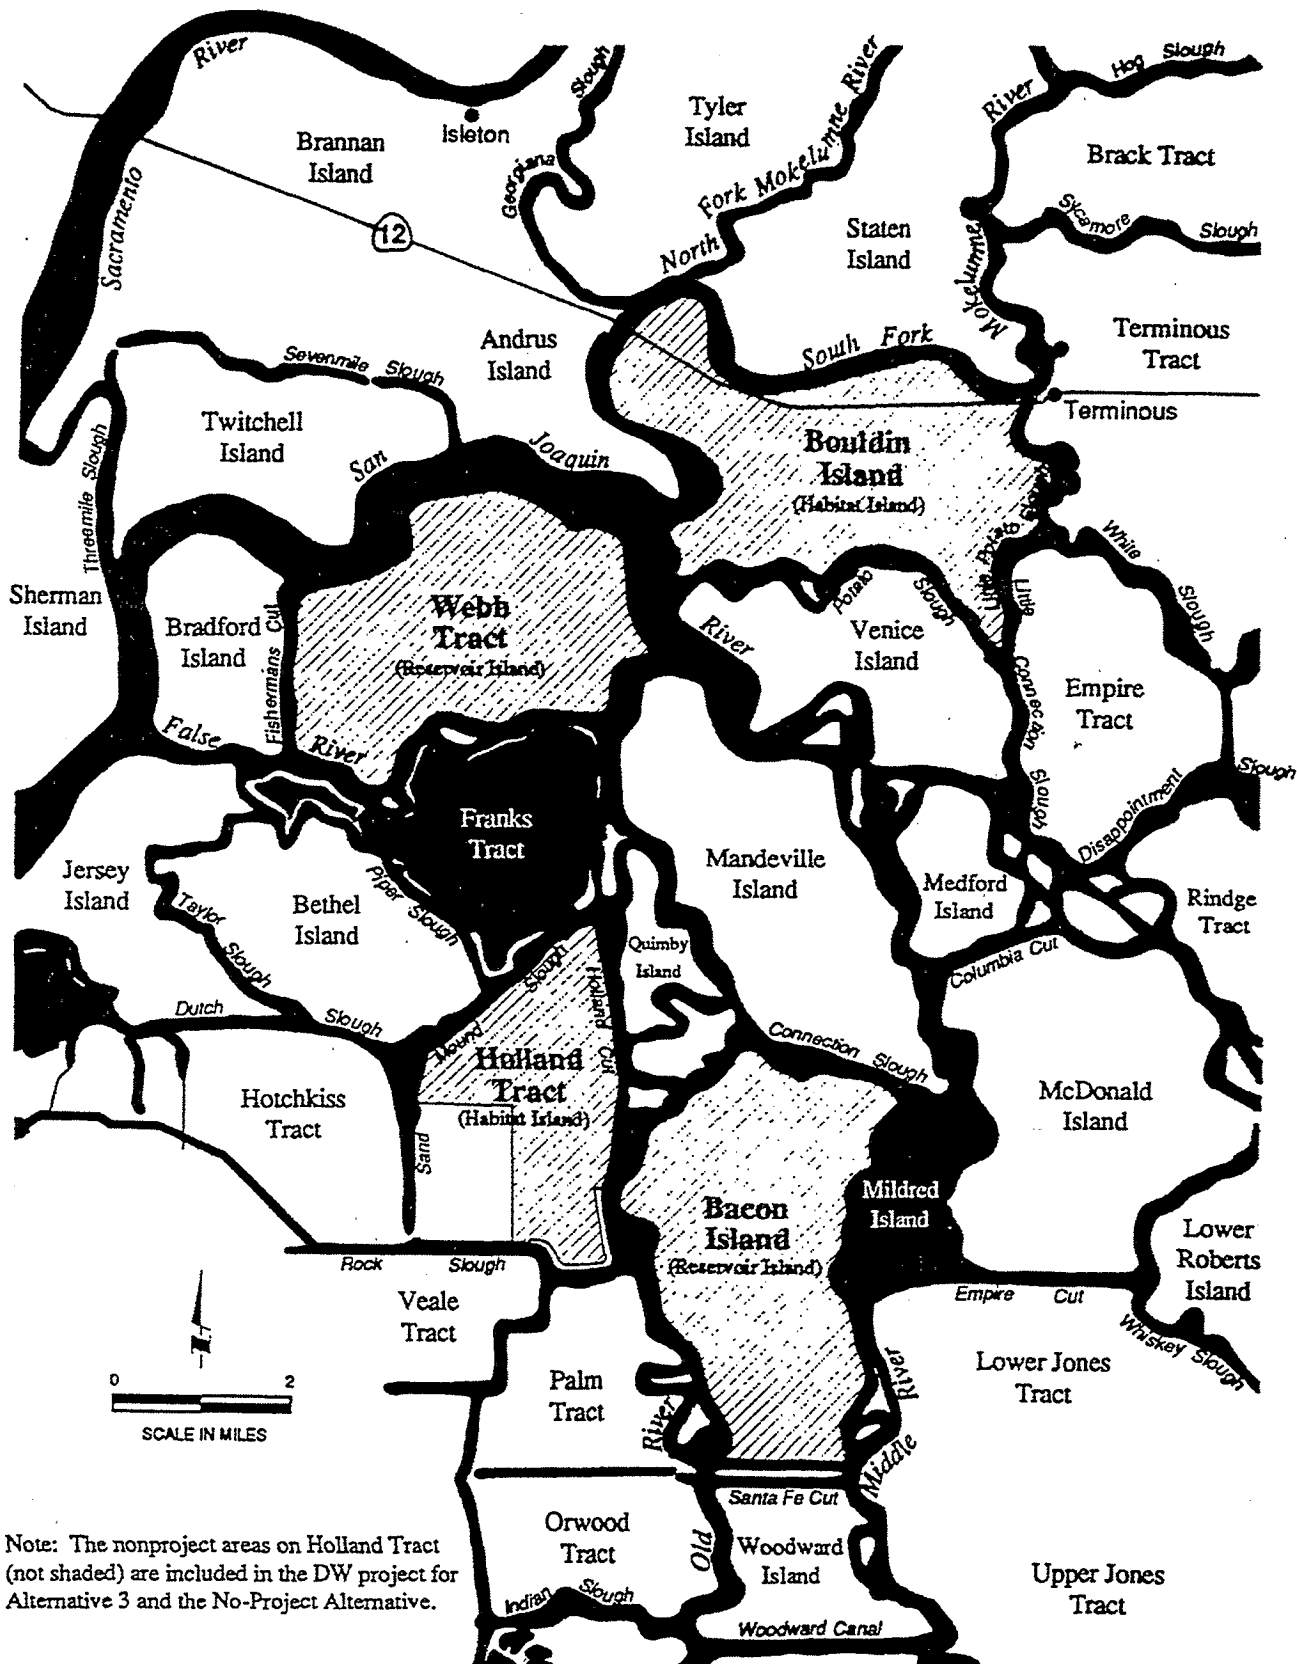 River
Slough
Isleton
Tyler
Island
Brannan
Island
Georgiana
North
Fork Mokelumne River
River
Hog Slough
Brack Tract
Sacramenio
12
Staten
Island
Sycamore Slough
Mokelumne
Andrus
Island
South Fork
Terminous
Tract
Sevenmile Slough
Terminous
Twitchell
Island
Threemile Slough
San Joaquin
Bouldin
Island
(Habitat Island)
White Slough
Little Potato
Sherman
Island
Bradford
Island
Fishermans Cut
Webb
Tract
(Reservoir Island)
River
Potato Slough
Venice
Island
Little Connection Slough
Empire
Tract
False River
Slough
Disappointment
Franks
Tract
Mandeville
Island
Medford
Island
Rindge
Tract
Jersey
Island
Bethel
Island
Piper Slough
Taylor Slough
Quimby
Island
Columbia Cut
Dutch Slough
Mound Slough
Holland Cut
Connection Slough
Holland
Tract
(Habitat Island)
Hotchkiss
Tract
Sand
McDonald
Island
Mildred
Island
Bacon
Island
(Reservoir Island)
Lower
Roberts
Island
Rock Slough
Empire Cut
Whiskey Slough
Veale
Tract
Palm
Tract
River
River
Lower Jones
Tract
0 2
SCALE IN MILES
Middle
Santa Fe Cut
Orwood
Tract
Old
Woodward
Island
Upper Jones
Tract
Indian Slough
Woodward Canal
Note: The nonproject areas on Holland Tract
(not shaded) are included in the DW project for
Alternative 3 and the No-Project Alternative.